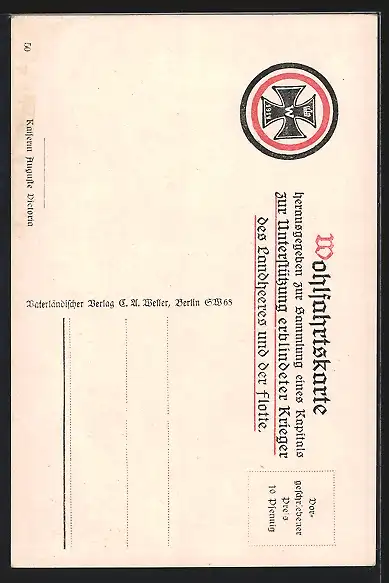 W
1914
Wohlfahrtskarte
herausgegeben zur Sammlung eines Kapitals
zur Unterstützung erblindeter Krieger
des Landheeres und der Flotte.
Vor-
geschriebener
Preis
10 Pfennig
Vaterländischer Verlag C. A. Weller, Berlin SW 68
50
Kaiserin Auguste Victoria